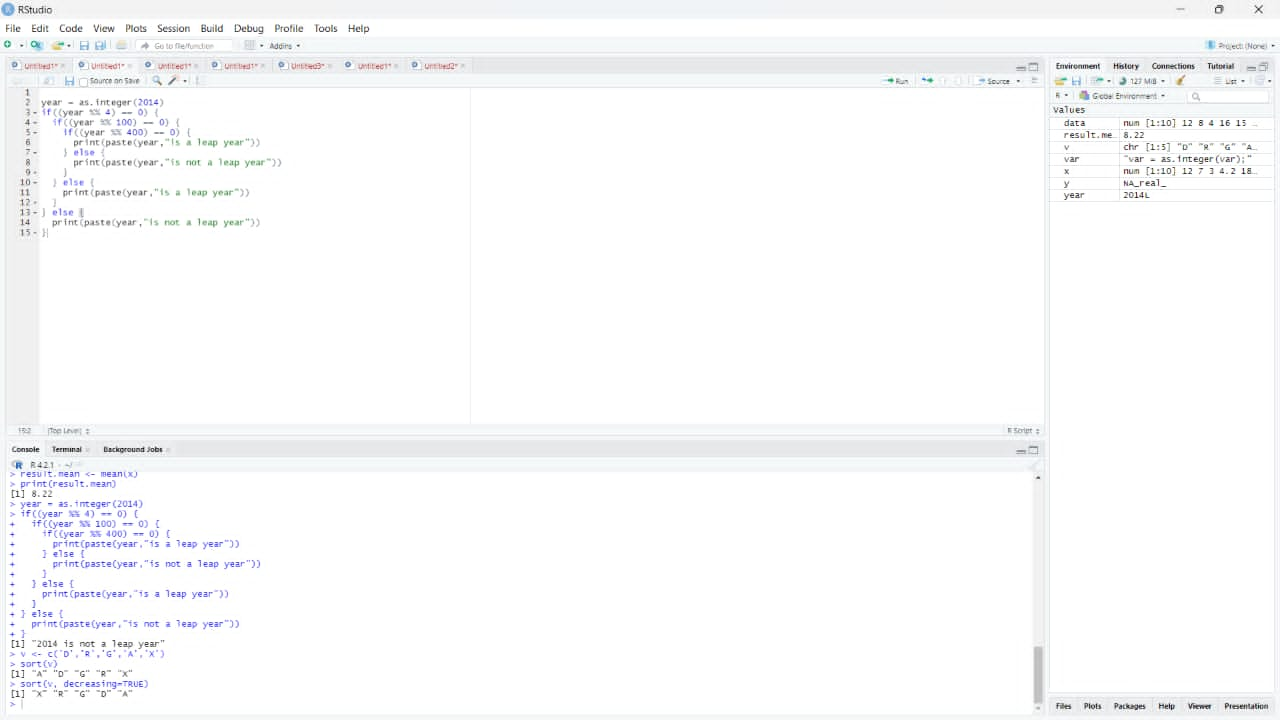 RStudio
File Edit Code View Plots Session Build Debug Profile Tools Help
Go to file/function Addins Project: (None)
Untitled1* Untitled1* Untitled1* Untitled1* Untitled3* Untitled1* Untitled2*
Source on Save Run Source
1
2 year = as.integer(2014)
3 if((year %% 4) == 0) {
4 if((year %% 100) == 0) {
5 if((year %% 400) == 0) {
6 print(paste(year,"is a leap year"))
7 } else {
8 print(paste(year,"is not a leap year"))
9 }
10 } else {
11 print(paste(year,"is a leap year"))
12 }
13 } else {
14 print(paste(year,"is not a leap year"))
15 }
15:2 (Top Level) R Script
Console Terminal Background Jobs
R 4.2.1 · ~/
> result.mean <- mean(x)
> print(result.mean)
[1] 8.22
> year = as.integer(2014)
> if((year %% 4) == 0) {
+ if((year %% 100) == 0) {
+ if((year %% 400) == 0) {
+ print(paste(year,"is a leap year"))
+ } else {
+ print(paste(year,"is not a leap year"))
+ }
+ } else {
+ print(paste(year,"is a leap year"))
+ }
+ } else {
+ print(paste(year,"is not a leap year"))
+ }
[1] "2014 is not a leap year"
> v <- c('D','R','G','A','X')
> sort(v)
[1] "A" "D" "G" "R" "X"
> sort(v, decreasing=TRUE)
[1] "X" "R" "G" "D" "A"
>
Environment History Connections Tutorial
127 MiB List
R Global Environment
Values
data num [1:10] 12 8 4 16 15 …
result.me… 8.22
v chr [1:5] "D" "R" "G" "A…
var "var = as.integer(var);"
x num [1:10] 12 7 3 4.2 18…
y NA_real_
year 2014L
Files Plots Packages Help Viewer Presentation